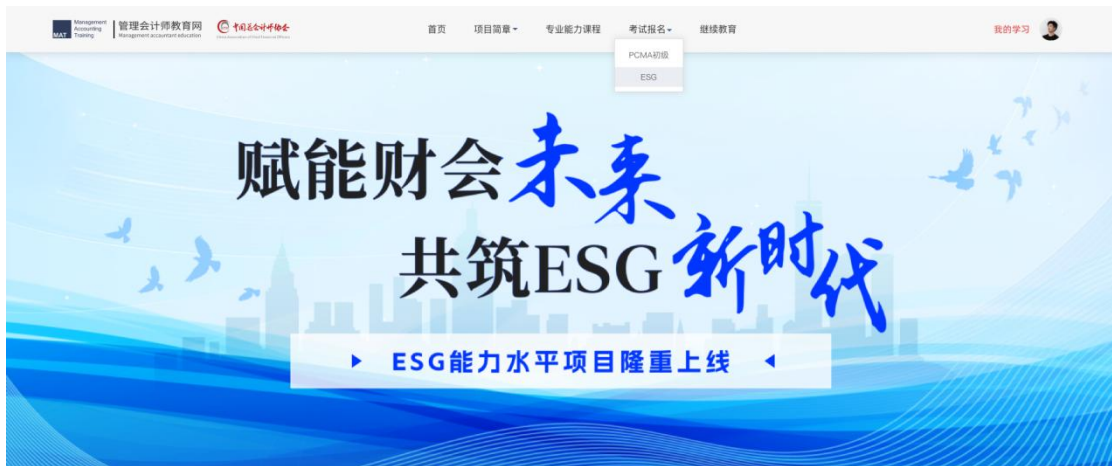 MAT
Management
Accounting
Training
管理会计师教育网
Management accountant education
中国总会计师协会
首页
项目简章
专业能力课程
考试报名
继续教育
我的学习
PCMA初级
ESG
赋能财会未来
共筑ESG新时代
ESG能力水平项目隆重上线